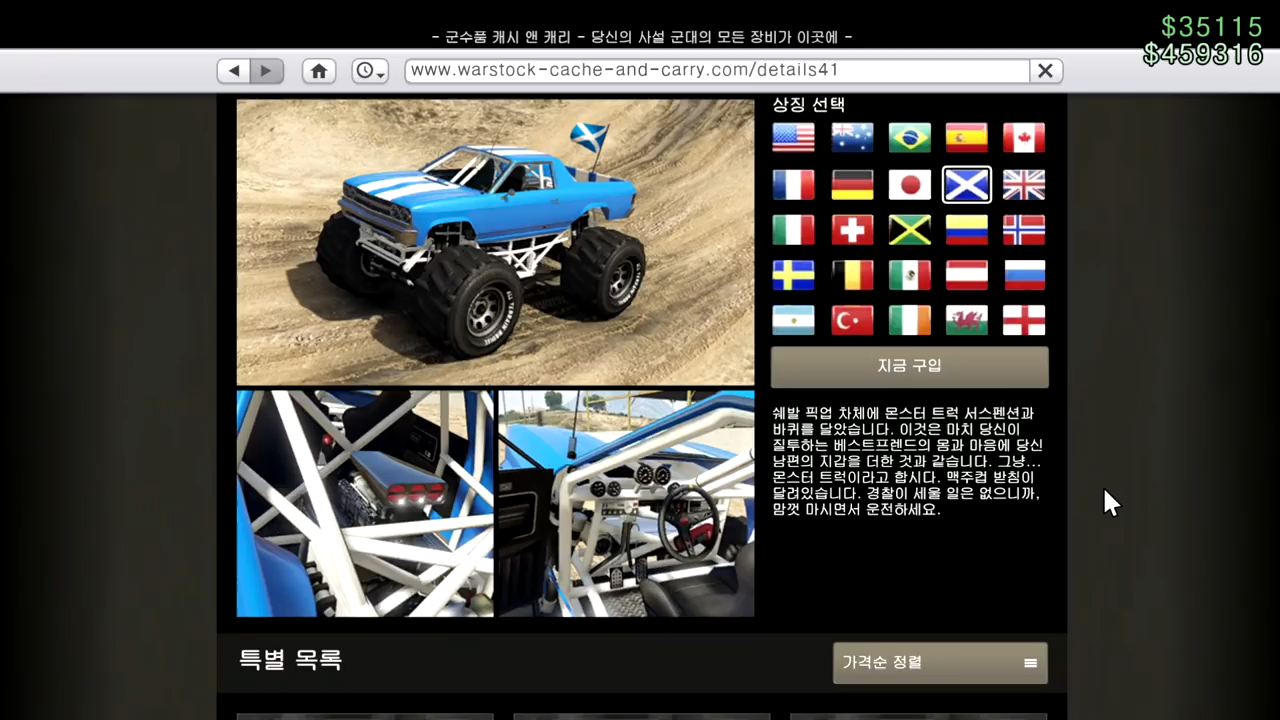 - 군수품 캐시 앤 캐리 - 당신의 사설 군대의 모든 장비가 이곳에 -
$35115
$459316
www.warstock-cache-and-carry.com/details41
상징 선택
지금 구입
쉐발 픽업 차체에 몬스터 트럭 서스펜션과
바퀴를 달았습니다. 이것은 마치 당신이
질투하는 베스트프렌드의 몸과 마음에 당신
남편의 지갑을 더한 것과 같습니다. 그냥...
몬스터 트럭이라고 합시다. 맥주컵 받침이
달려있습니다. 경찰이 세울 일은 없으니까,
맘껏 마시면서 운전하세요.
특별 목록
가격순 정렬